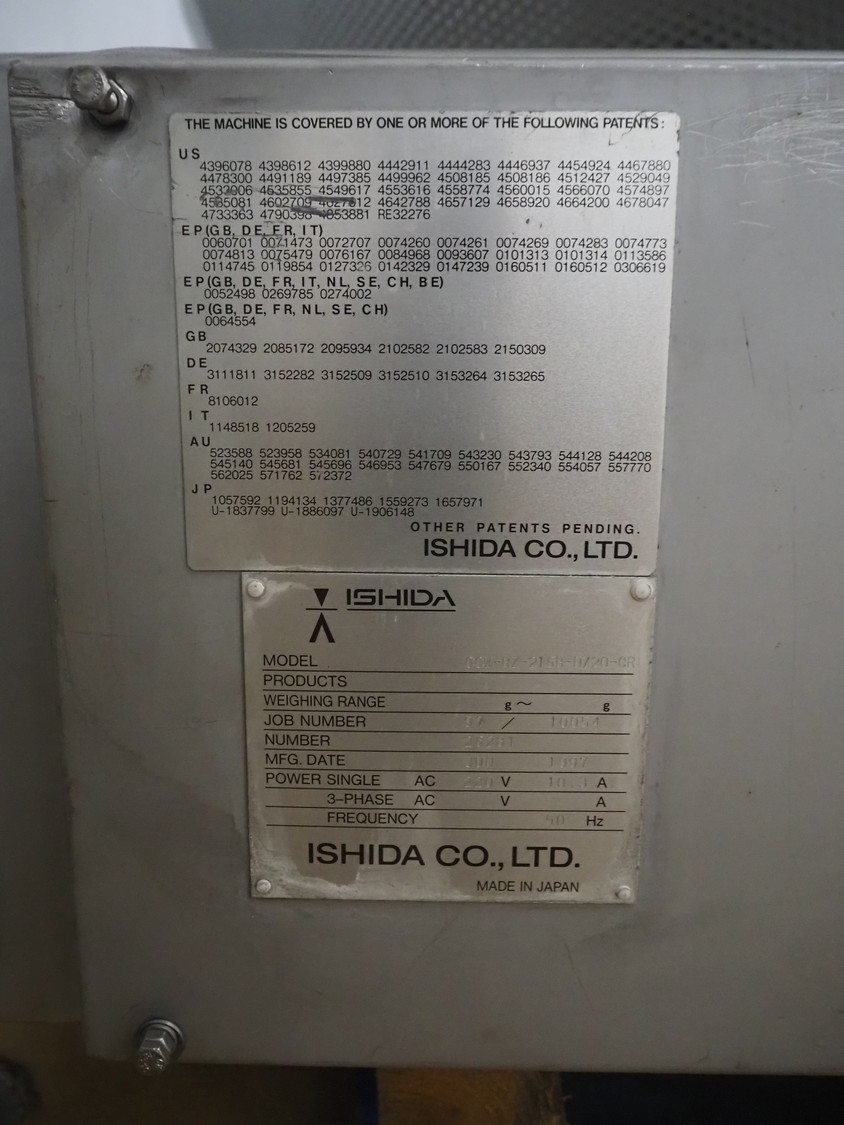 THE MACHINE IS COVERED BY ONE OR MORE OF THE FOLLOWING PATENTS:
US
4396078 4398612 4399880 4442911 4444283 4446937 4454924 4467880
4478300 4491189 4497385 4499962 4508185 4508186 4512427 4529049
4532906 4535855 4549617 4553616 4558774 4560015 4566070 4574897
4585081 4602709 4627812 4642788 4657129 4658920 4664200 4678047
4733363 4790398 4853881 RE32276
EP(GB, DE, FR, IT)
0060701 0071473 0072707 0074260 0074261 0074269 0074283 0074773
0074813 0075479 0076167 0084968 0093607 0101313 0101314 0113586
0114745 0119854 0127326 0142329 0147239 0160511 0160512 0306619
EP(GB, DE, FR, IT, NL, SE, CH, BE)
0052498 0269785 0274002
EP(GB, DE, FR, NL, SE, CH)
0064554
GB
2074329 2085172 2095934 2102582 2102583 2150309
DE
3111811 3152282 3152509 3152510 3153264 3153265
FR
8106012
IT
1148518 1205259
AU
523588 523958 534081 540729 541709 543230 543793 544128 544208
545140 545681 545696 546953 547679 550167 552340 554057 557770
562025 571762 572372
JP
1057592 1194134 1377486 1559273 1657971
U-1837799 U-1886097 U-1906148
OTHER PATENTS PENDING.
ISHIDA CO.,LTD.
ISHIDA
MODEL
PRODUCTS
WEIGHING RANGE g～ g
JOB NUMBER / 10054
NUMBER
MFG. DATE 1997
POWER SINGLE AC 220 V A
3-PHASE AC V A
FREQUENCY Hz
ISHIDA CO.,LTD.
MADE IN JAPAN